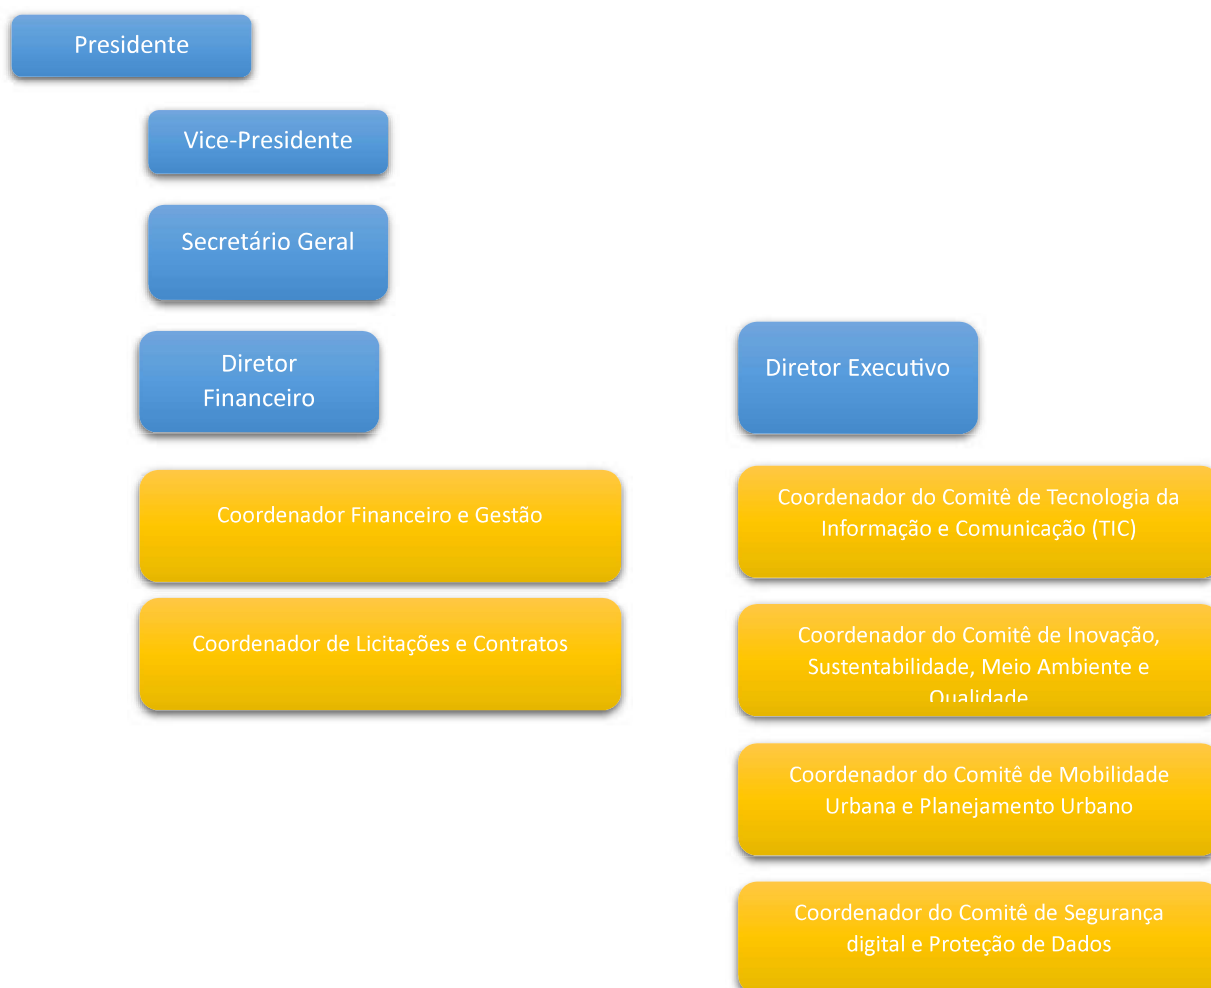 Presidente
Vice-Presidente
Secretário Geral
Diretor
Financeiro
Coordenador Financeiro e Gestão
Coordenador de Licitações e Contratos
Diretor Executivo
Coordenador do Comitê de Tecnologia da
Informação e Comunicação (TIC)
Coordenador do Comitê de Inovação,
Sustentabilidade, Meio Ambiente e
Qualidade
Coordenador do Comitê de Mobilidade
Urbana e Planejamento Urbano
Coordenador do Comitê de Segurança
digital e Proteção de Dados